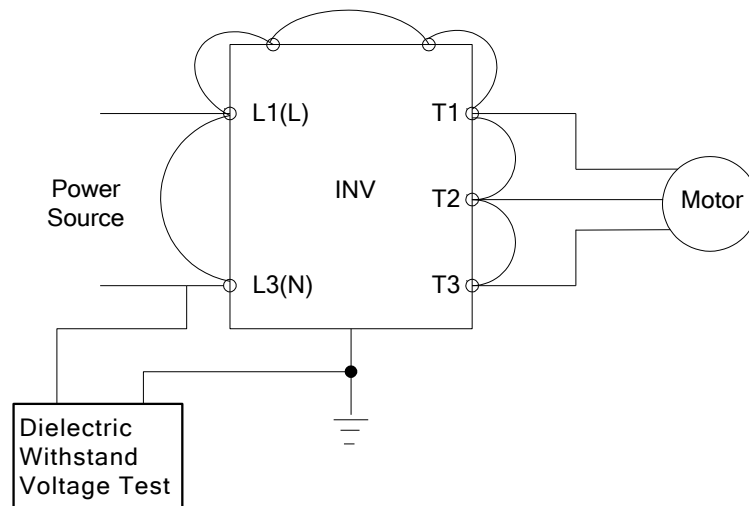 L1(L)
T1
Power
Source
INV
T2
Motor
L3(N)
T3
Dielectric
Withstand
Voltage Test